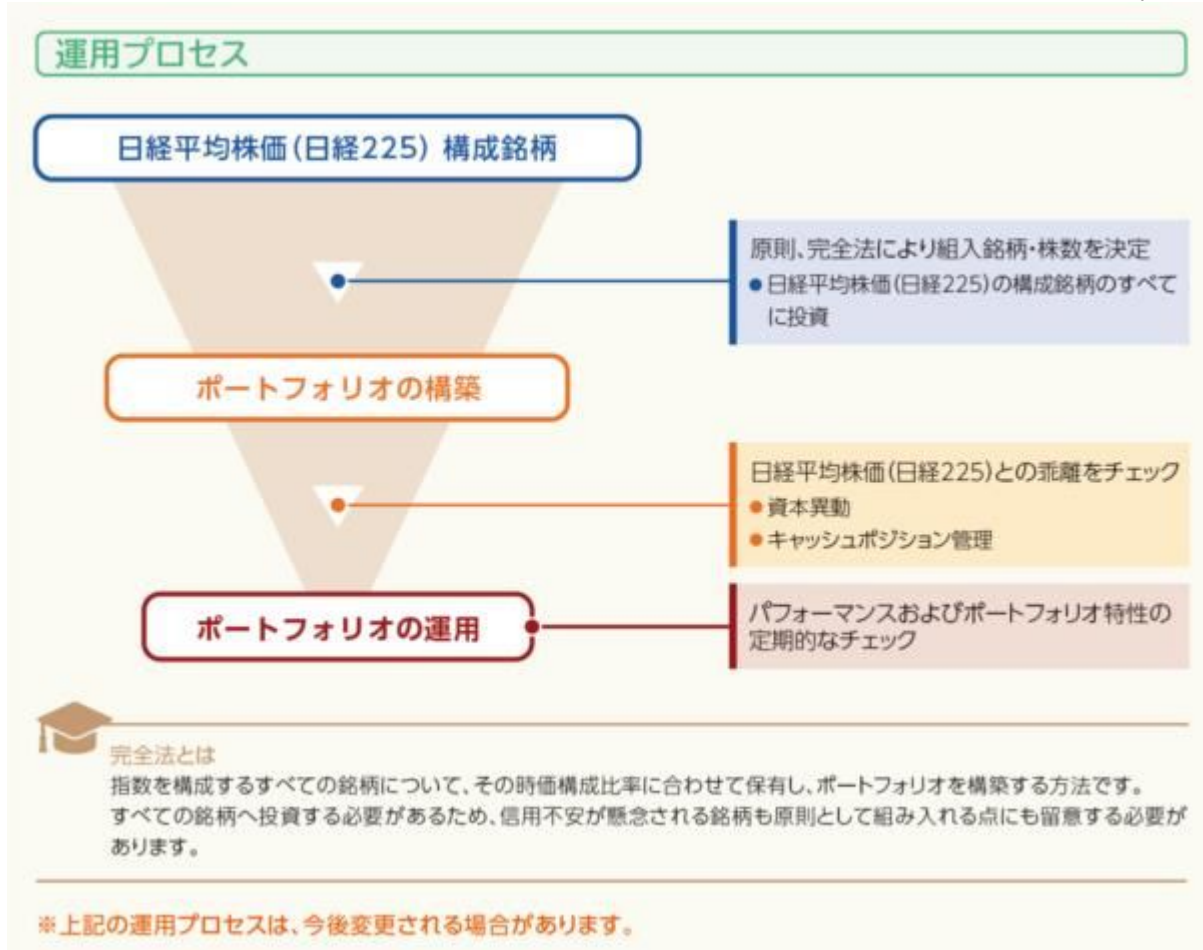 運用プロセス
日経平均株価(日経225) 構成銘柄
原則、完全法により組入銘柄・株数を決定
●日経平均株価(日経225)の構成銘柄のすべて
に投資
ポートフォリオの構築
日経平均株価(日経225)との乖離をチェック
●資本異動
●キャッシュポジション管理
ポートフォリオの運用
パフォーマンスおよびポートフォリオ特性の
定期的なチェック
完全法とは
指数を構成するすべての銘柄について、その時価構成比率に合わせて保有し、ポートフォリオを構築する方法です。
すべての銘柄へ投資する必要があるため、信用不安が懸念される銘柄も原則として組み入れる点にも留意する必要が
あります。
※上記の運用プロセスは、今後変更される場合があります。